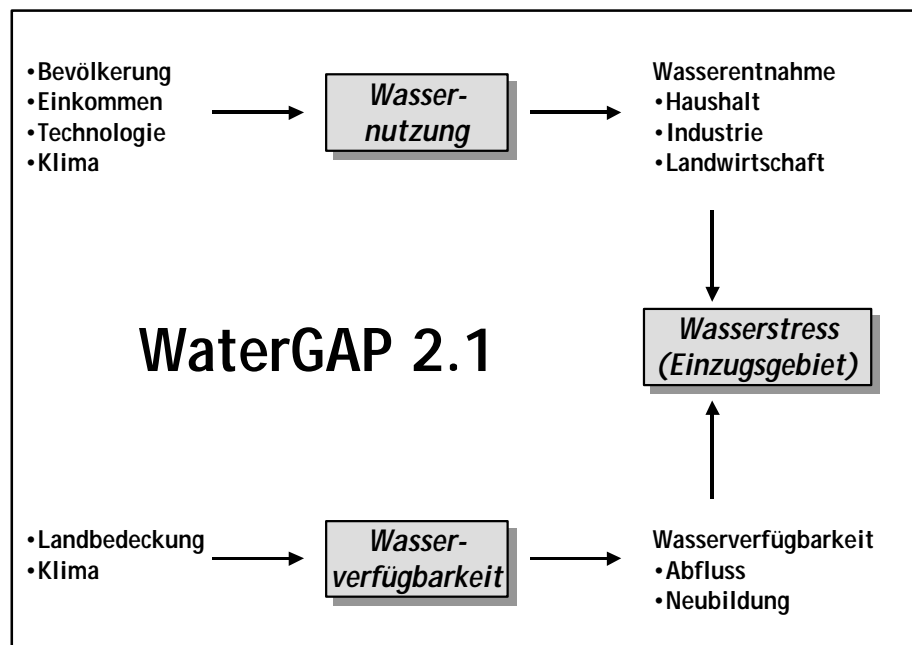 •Bevölkerung
•Einkommen
•Technologie
•Klima
Wasser-
nutzung
Wasserentnahme
•Haushalt
•Industrie
•Landwirtschaft
WaterGAP 2.1
Wasserstress
(Einzugsgebiet)
•Landbedeckung
•Klima
Wasser-
verfügbarkeit
Wasserverfügbarkeit
•Abfluss
•Neubildung